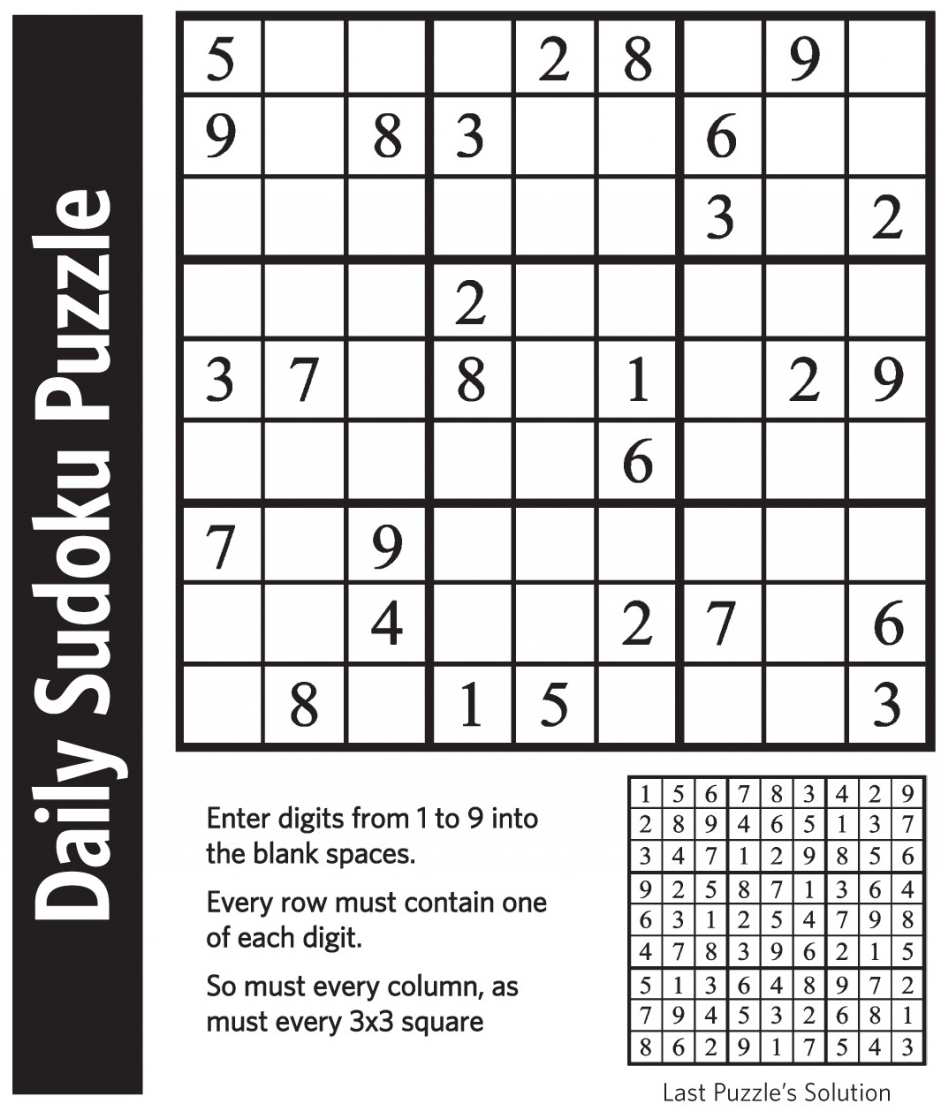 Daily Sudoku Puzzle
5 2 8 9
9 8 3 6
3 2
2
3 7 8 1 2 9
6
7 9
4 2 7 6
8 1 5 3
Enter digits from 1 to 9 into
the blank spaces.
Every row must contain one
of each digit.
So must every column, as
must every 3x3 square
1 5 6 7 8 3 4 2 9
2 8 9 4 6 5 1 3 7
3 4 7 1 2 9 8 5 6
9 2 5 8 7 1 3 6 4
6 3 1 2 5 4 7 9 8
4 7 8 3 9 6 2 1 5
5 1 3 6 4 8 9 7 2
7 9 4 5 3 2 6 8 1
8 6 2 9 1 7 5 4 3
Last Puzzle's Solution